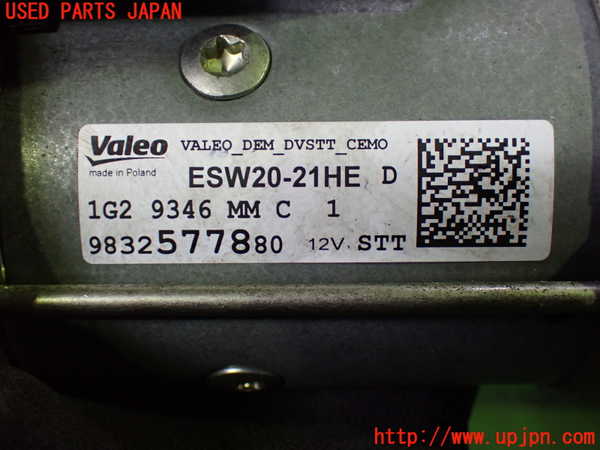 USED PARTS JAPAN
Valeo VALEO_DEM_DVSTT_CEMO
made in Poland
ESW20-21HE D
1G2 9346 MM C 1
9832577880 12V. STT
http://www.upjpn.com/